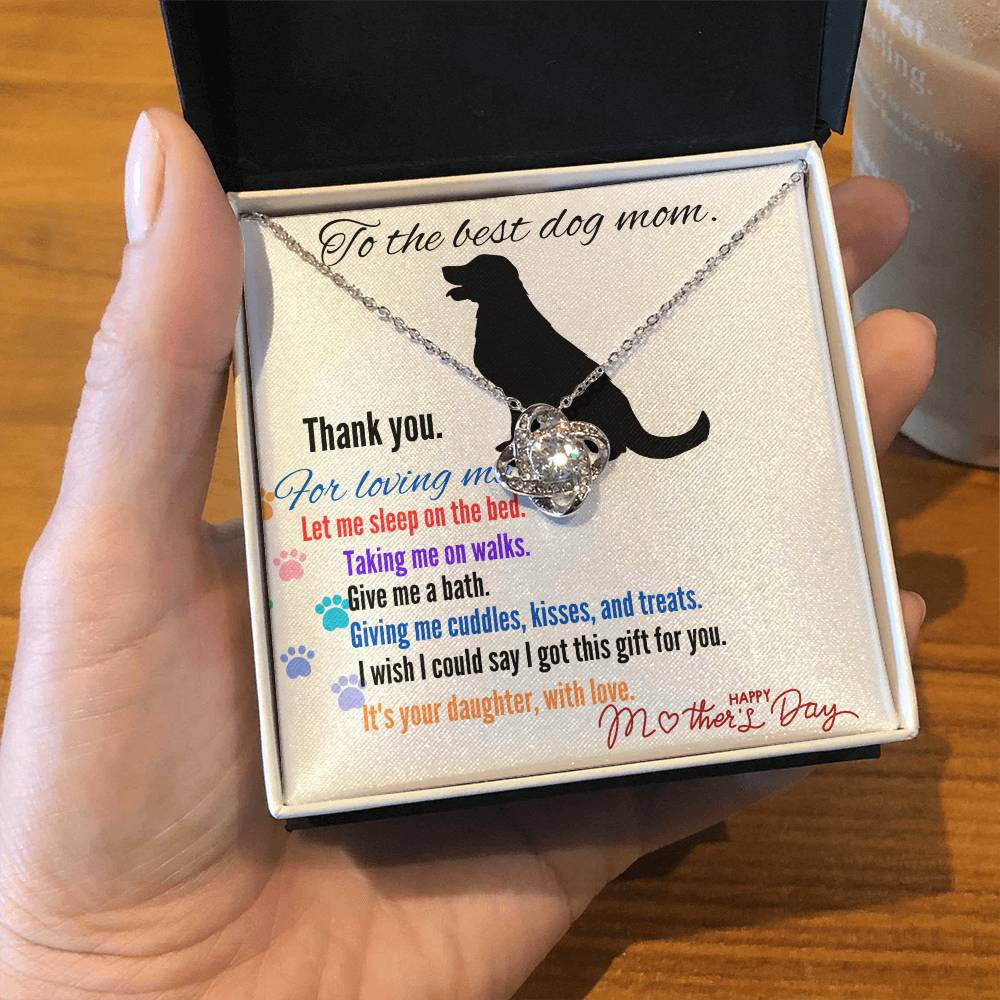 To the best dog mom.
Thank you.
For loving me
Let me sleep on the bed.
Taking me on walks.
Give me a bath.
Giving me cuddles, kisses, and treats.
I wish I could say I got this gift for you.
It's your daughter, with love.
HAPPY
Mother's Day